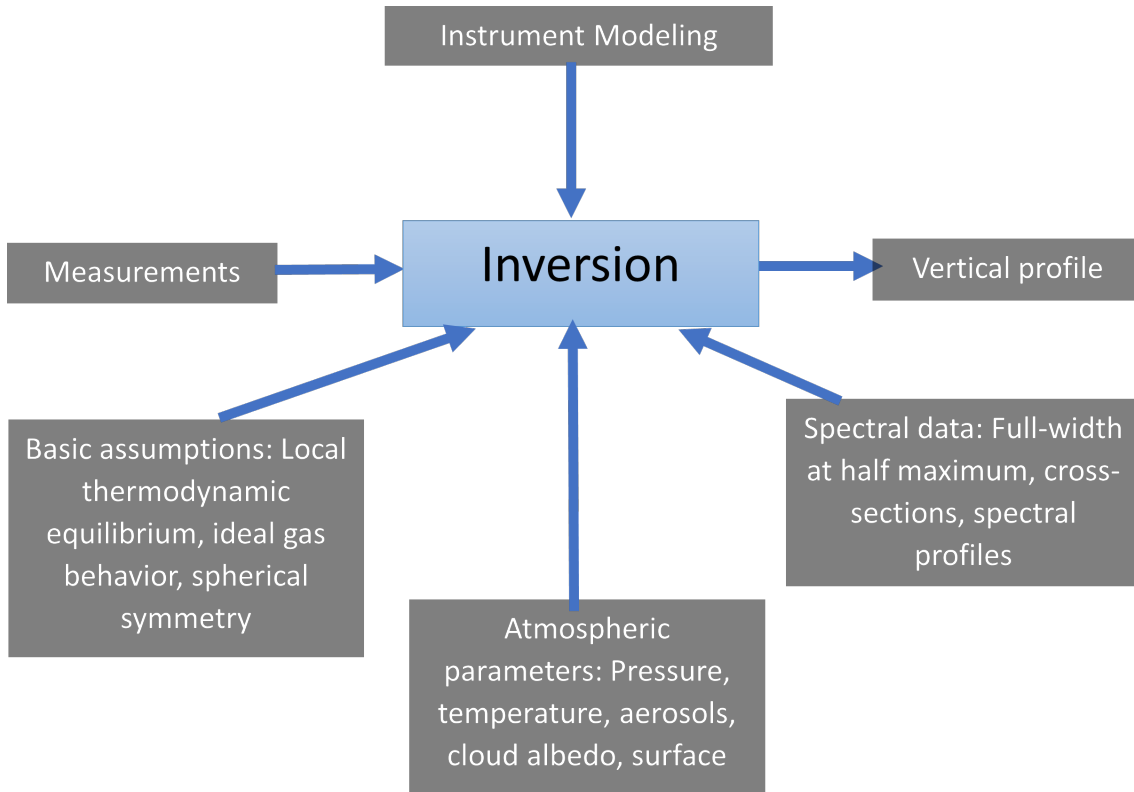 Instrument Modeling
Measurements
Inversion
Vertical profile
Basic assumptions: Local
thermodynamic
equilibrium, ideal gas
behavior, spherical
symmetry
Atmospheric
parameters: Pressure,
temperature, aerosols,
cloud albedo, surface
Spectral data: Full-width
at half maximum, cross-
sections, spectral
profiles